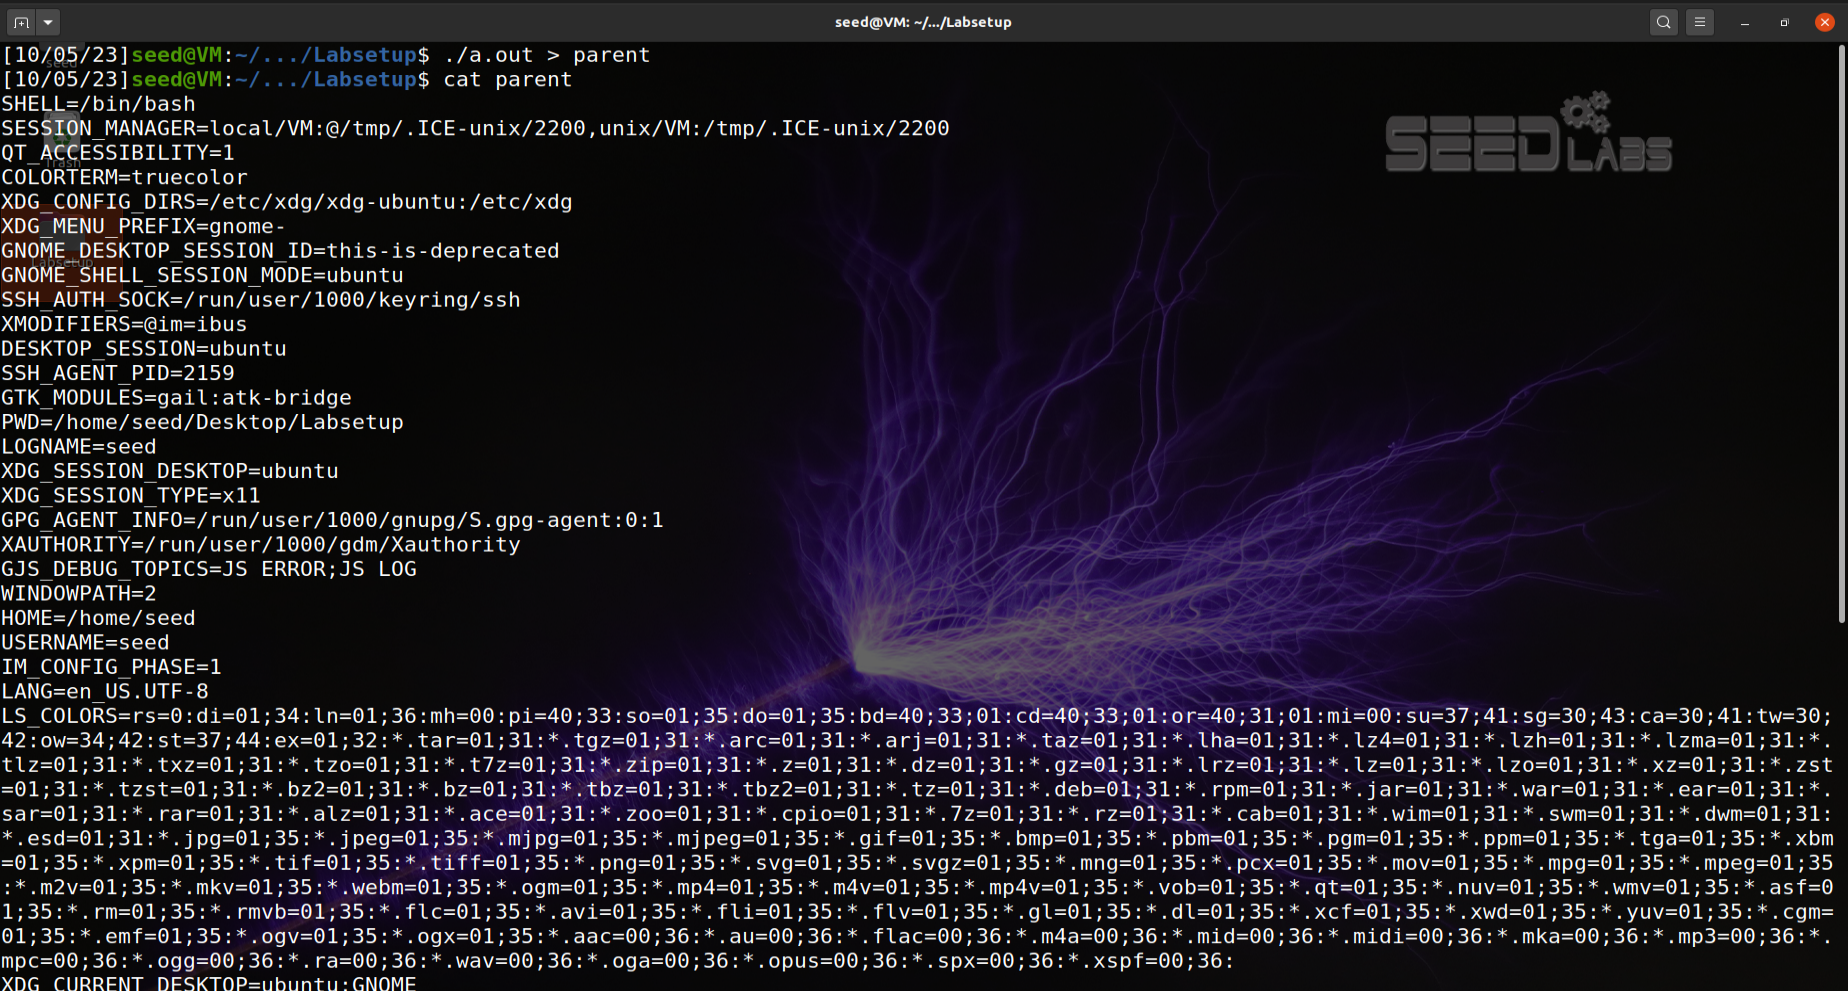 seed@VM: ~/.../Labsetup
[10/05/23]seed@VM:~/.../Labsetup$ ./a.out > parent
seed
[10/05/23]seed@VM:~/.../Labsetup$ cat parent
SHELL=/bin/bash
SEED LABS
SESSION_MANAGER=local/VM:@/tmp/.ICE-unix/2200,unix/VM:/tmp/.ICE-unix/2200
QT_ACCESSIBILITY=1
Trash
COLORTERM=truecolor
XDG_CONFIG_DIRS=/etc/xdg/xdg-ubuntu:/etc/xdg
XDG_MENU_PREFIX=gnome-
GNOME_DESKTOP_SESSION_ID=this-is-deprecated
Labsetup
GNOME_SHELL_SESSION_MODE=ubuntu
SSH_AUTH_SOCK=/run/user/1000/keyring/ssh
XMODIFIERS=@im=ibus
DESKTOP_SESSION=ubuntu
SSH_AGENT_PID=2159
GTK_MODULES=gail:atk-bridge
PWD=/home/seed/Desktop/Labsetup
LOGNAME=seed
XDG_SESSION_DESKTOP=ubuntu
XDG_SESSION_TYPE=x11
GPG_AGENT_INFO=/run/user/1000/gnupg/S.gpg-agent:0:1
XAUTHORITY=/run/user/1000/gdm/Xauthority
GJS_DEBUG_TOPICS=JS ERROR;JS LOG
WINDOWPATH=2
HOME=/home/seed
USERNAME=seed
IM_CONFIG_PHASE=1
LANG=en_US.UTF-8
LS_COLORS=rs=0:di=01;34:ln=01;36:mh=00:pi=40;33:so=01;35:do=01;35:bd=40;33;01:cd=40;33;01:or=40;31;01:mi=00:su=37;41:sg=30;43:ca=30;41:tw=30;
42:ow=34;42:st=37;44:ex=01;32:*.tar=01;31:*.tgz=01;31:*.arc=01;31:*.arj=01;31:*.taz=01;31:*.lha=01;31:*.lz4=01;31:*.lzh=01;31:*.lzma=01;31:*.
tlz=01;31:*.txz=01;31:*.tzo=01;31:*.t7z=01;31:*.zip=01;31:*.z=01;31:*.dz=01;31:*.gz=01;31:*.lrz=01;31:*.lz=01;31:*.lzo=01;31:*.xz=01;31:*.zst
=01;31:*.tzst=01;31:*.bz2=01;31:*.bz=01;31:*.tbz=01;31:*.tbz2=01;31:*.tz=01;31:*.deb=01;31:*.rpm=01;31:*.jar=01;31:*.war=01;31:*.ear=01;31:*.
sar=01;31:*.rar=01;31:*.alz=01;31:*.ace=01;31:*.zoo=01;31:*.cpio=01;31:*.7z=01;31:*.rz=01;31:*.cab=01;31:*.wim=01;31:*.swm=01;31:*.dwm=01;31:
*.esd=01;31:*.jpg=01;35:*.jpeg=01;35:*.mjpg=01;35:*.mjpeg=01;35:*.gif=01;35:*.bmp=01;35:*.pbm=01;35:*.pgm=01;35:*.ppm=01;35:*.tga=01;35:*.xbm
=01;35:*.xpm=01;35:*.tif=01;35:*.tiff=01;35:*.png=01;35:*.svg=01;35:*.svgz=01;35:*.mng=01;35:*.pcx=01;35:*.mov=01;35:*.mpg=01;35:*.mpeg=01;35
:*.m2v=01;35:*.mkv=01;35:*.webm=01;35:*.ogm=01;35:*.mp4=01;35:*.m4v=01;35:*.mp4v=01;35:*.vob=01;35:*.qt=01;35:*.nuv=01;35:*.wmv=01;35:*.asf=0
1;35:*.rm=01;35:*.rmvb=01;35:*.flc=01;35:*.avi=01;35:*.fli=01;35:*.flv=01;35:*.gl=01;35:*.dl=01;35:*.xcf=01;35:*.xwd=01;35:*.yuv=01;35:*.cgm=
01;35:*.emf=01;35:*.ogv=01;35:*.ogx=01;35:*.aac=00;36:*.au=00;36:*.flac=00;36:*.m4a=00;36:*.mid=00;36:*.midi=00;36:*.mka=00;36:*.mp3=00;36:*.
mpc=00;36:*.ogg=00;36:*.ra=00;36:*.wav=00;36:*.oga=00;36:*.opus=00;36:*.spx=00;36:*.xspf=00;36:
XDG_CURRENT_DESKTOP=ubuntu:GNOME